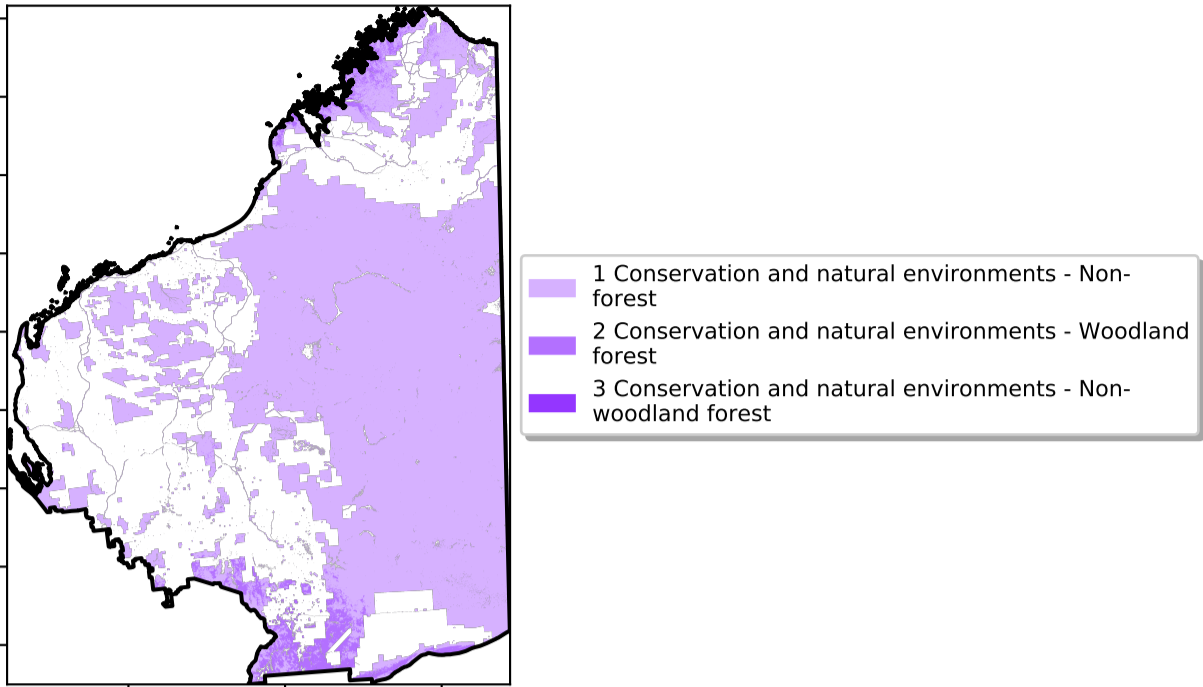 1 Conservation and natural environments - Non-
forest
2 Conservation and natural environments - Woodland
forest
3 Conservation and natural environments - Non-
woodland forest